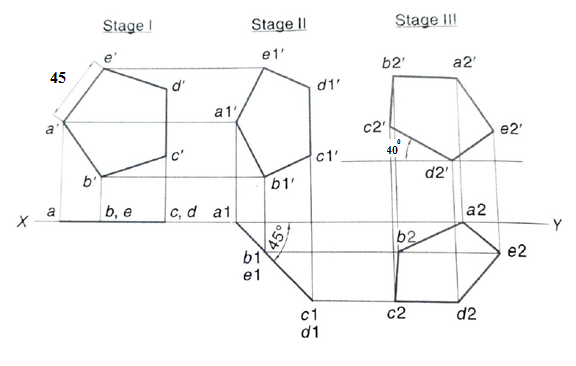 Stage I
Stage II
Stage III
e'
45
d'
a'
c'
b'
e1'
d1'
a1'
c1'
b1'
b2'
a2'
c2'
e2'
40°
d2'
X
a
b, e
c, d
a1
45°
b1
e1
c1
d1
a2
b2
e2
c2
d2
Y